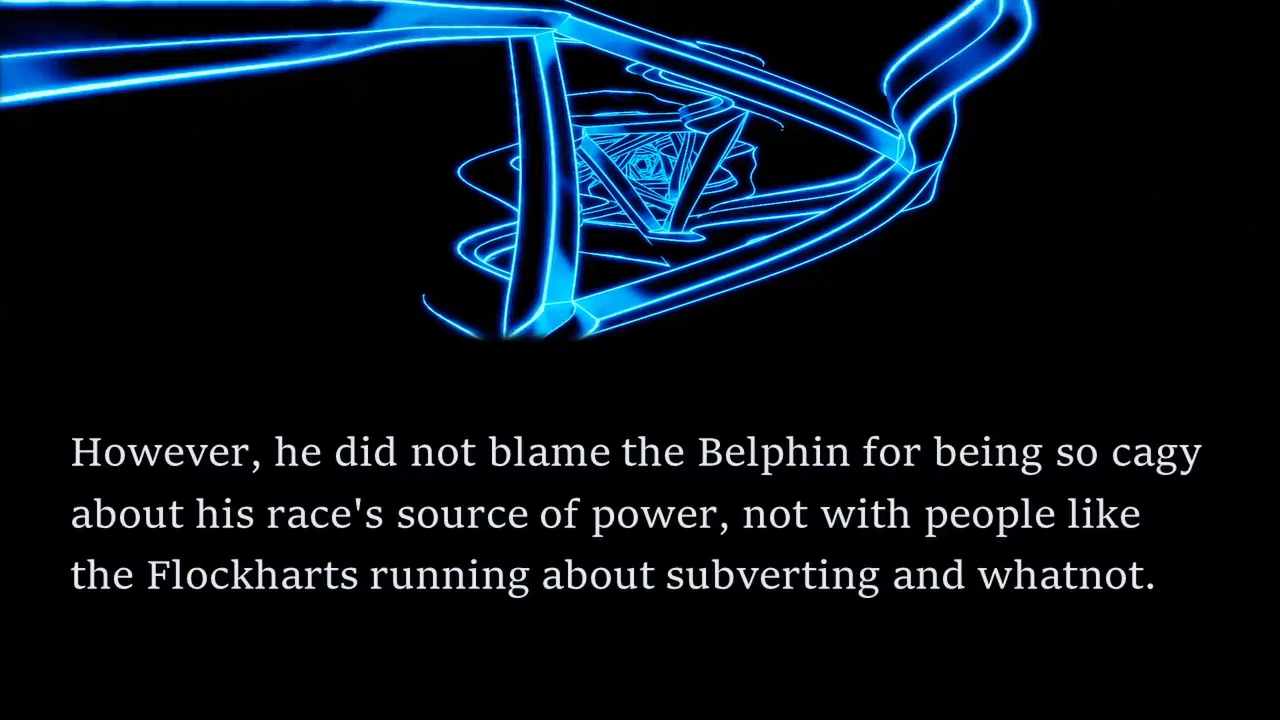 However, he did not blame the Belphin for being so cagy
about his race's source of power, not with people like
the Flockharts running about subverting and whatnot.